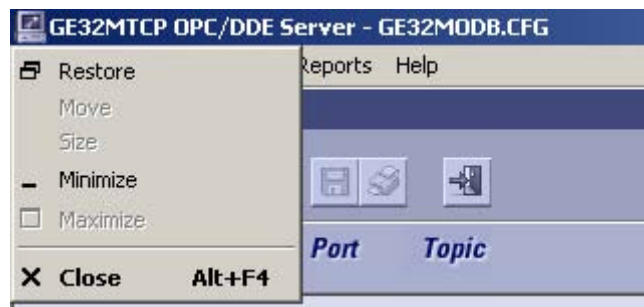 GE32MTCP OPC/DDE Server - GE32MODB.CFG
Restore Reports Help
Move
Size
Minimize
Maximize
Port Topic
Close Alt+F4